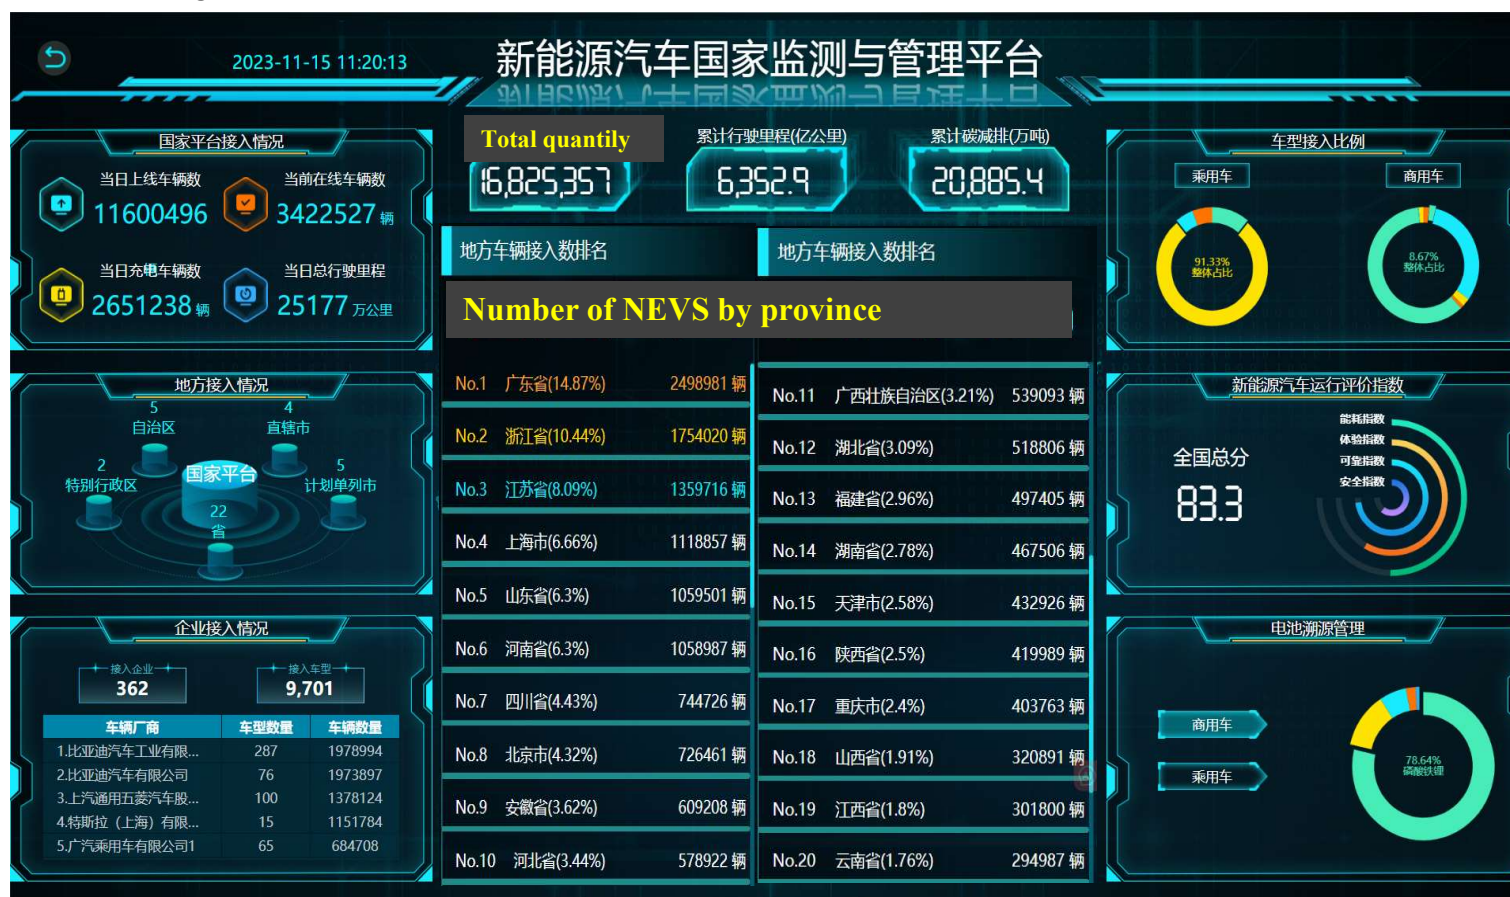 2023-11-15 11:20:13
新能源汽车国家监测与管理平台
国家平台接入情况
当日上线车辆数
11600496
当前在线车辆数
3422527 辆
当日充电车辆数
2651238 辆
当日总行驶里程
25177 万公里
地方接入情况
5
自治区
4
直辖市
2
特别行政区
国家平台
5
计划单列市
22
省
企业接入情况
接入企业
362
接入车型
9,701
车辆厂商 车型数量 车辆数量
1.比亚迪汽车工业有限... 287 1978994
2.比亚迪汽车有限公司 76 1973897
3.上汽通用五菱汽车股... 100 1378124
4.特斯拉（上海）有限... 15 1151784
5.广汽乘用车有限公司1 65 684708
Total quantily
16,825,357
累计行驶里程(亿公里)
6,352.9
累计碳减排(万吨)
20,885.4
地方车辆接入数排名
地方车辆接入数排名
Number of NEVS by province
No.1 广东省(14.87%) 2498981 辆
No.2 浙江省(10.44%) 1754020 辆
No.3 江苏省(8.09%) 1359716 辆
No.4 上海市(6.66%) 1118857 辆
No.5 山东省(6.3%) 1059501 辆
No.6 河南省(6.3%) 1058987 辆
No.7 四川省(4.43%) 744726 辆
No.8 北京市(4.32%) 726461 辆
No.9 安徽省(3.62%) 609208 辆
No.10 河北省(3.44%) 578922 辆
No.11 广西壮族自治区(3.21%) 539093 辆
No.12 湖北省(3.09%) 518806 辆
No.13 福建省(2.96%) 497405 辆
No.14 湖南省(2.78%) 467506 辆
No.15 天津市(2.58%) 432926 辆
No.16 陕西省(2.5%) 419989 辆
No.17 重庆市(2.4%) 403763 辆
No.18 山西省(1.91%) 320891 辆
No.19 江西省(1.8%) 301800 辆
No.20 云南省(1.76%) 294987 辆
车型接入比例
乘用车
商用车
91.33%
整体占比
8.67%
整体占比
新能源汽车运行评价指数
全国总分
83.3
能耗指数
体验指数
可靠指数
安全指数
电池溯源管理
商用车
乘用车
78.64%
磷酸铁锂